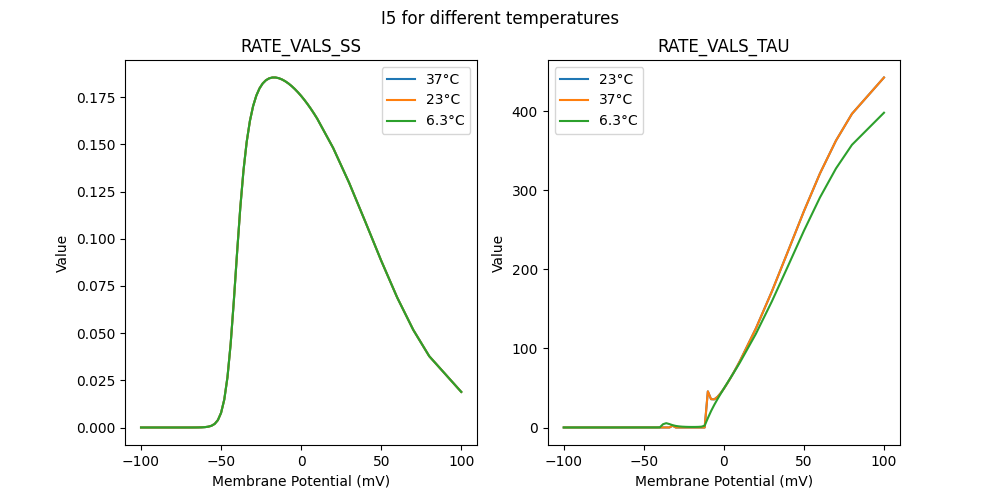 I5 for different temperatures
RATE_VALS_SS
RATE_VALS_TAU
37°C
23°C
6.3°C
23°C
37°C
6.3°C
Value
0.175
0.150
0.125
0.100
0.075
0.050
0.025
0.000
−100
−50
0
50
100
Membrane Potential (mV)
Value
400
300
200
100
0
−100
−50
0
50
100
Membrane Potential (mV)